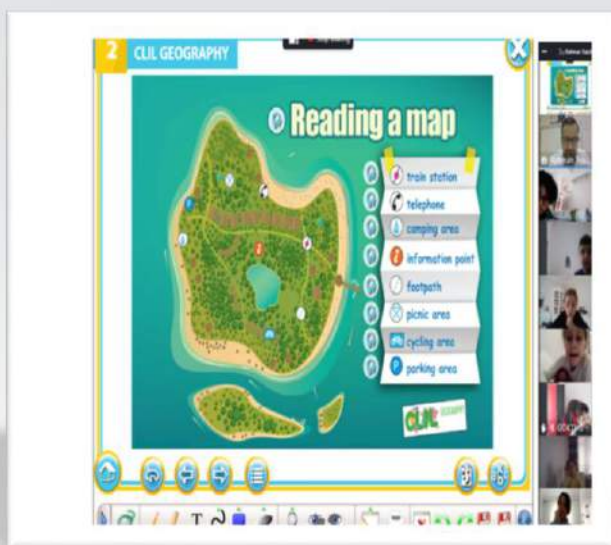 2 CLIL GEOGRAPHY
Reading a map
train station
telephone
camping area
i information point
footpath
picnic area
cycling area
P parking area
P
i
CLIL GEOGRAPHY
T